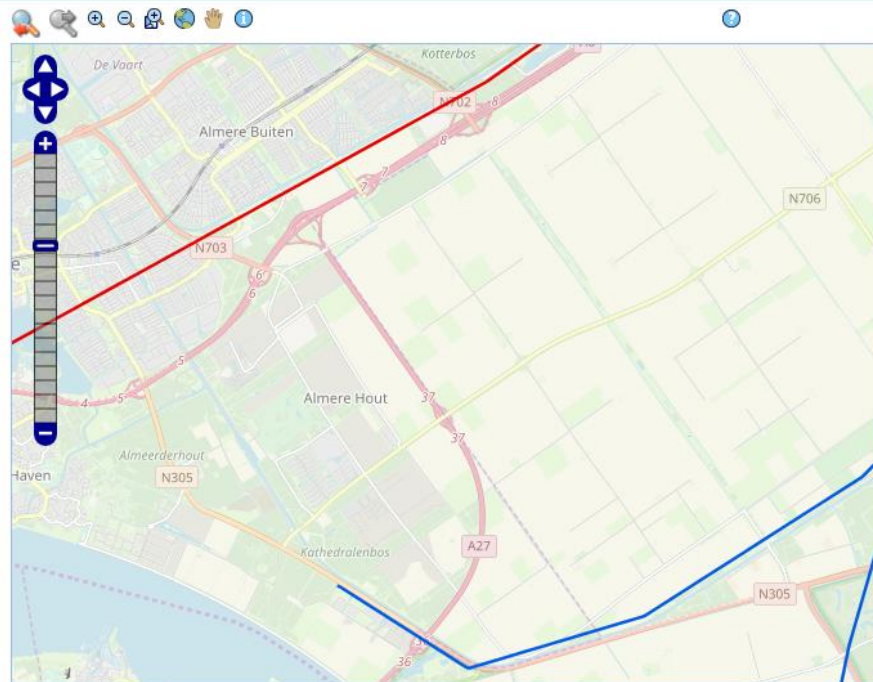 De Vaart
Kotterbos
N702
8
8
Almere Buiten
7
7
N706
N703
6
6
5
4
5
37
Almere Hout
37
Almeerderhout
Haven
N305
A27
Kathedralenbos
N305
36